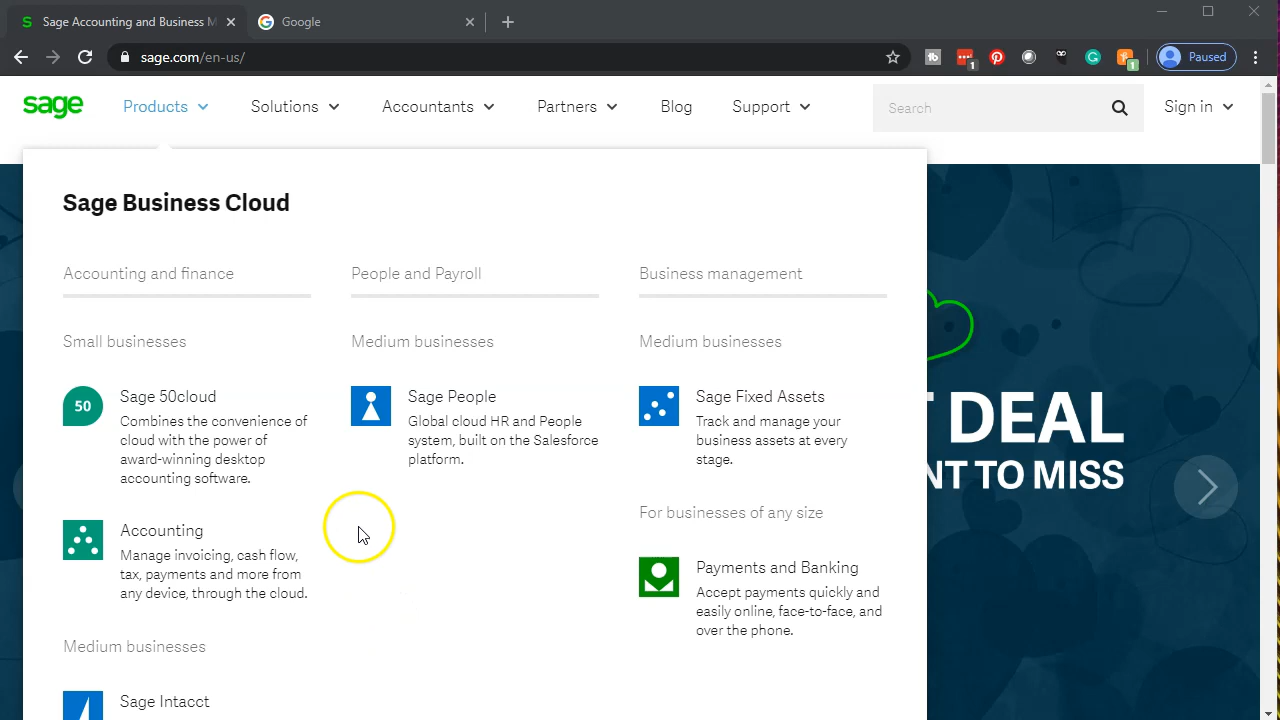 Sage Accounting and Business M
Google
sage.com/en-us/
1
1
Paused
sage
Products
Solutions
Accountants
Partners
Blog
Support
Search
Sign in
Sage Business Cloud
Accounting and finance
Small businesses
50
Sage 50cloud
Combines the convenience of
cloud with the power of
award-winning desktop
accounting software.
Accounting
Manage invoicing, cash flow,
tax, payments and more from
any device, through the cloud.
Medium businesses
Sage Intacct
People and Payroll
Medium businesses
Sage People
Global cloud HR and People
system, built on the Salesforce
platform.
Business management
Medium businesses
Sage Fixed Assets
Track and manage your
business assets at every
stage.
For businesses of any size
Payments and Banking
Accept payments quickly and
easily online, face-to-face, and
over the phone.
DEAL
NT TO MISS